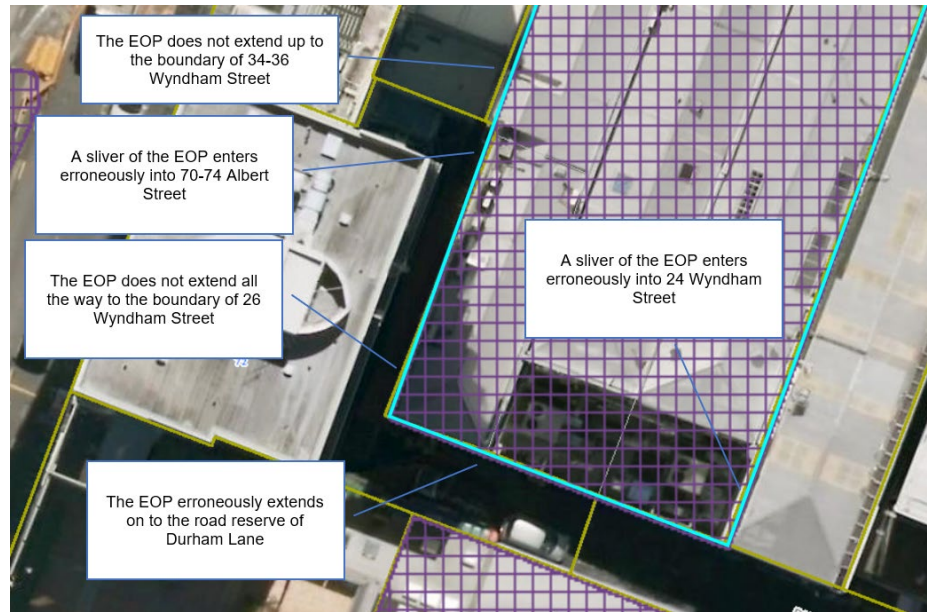 The EOP does not extend up to
the boundary of 34-36
Wyndham Street
A sliver of the EOP enters
erroneously into 70-74 Albert
Street
The EOP does not extend all
the way to the boundary of 26
Wyndham Street
A sliver of the EOP enters
erroneously into 24 Wyndham
Street
The EOP erroneously extends
on to the road reserve of
Durham Lane